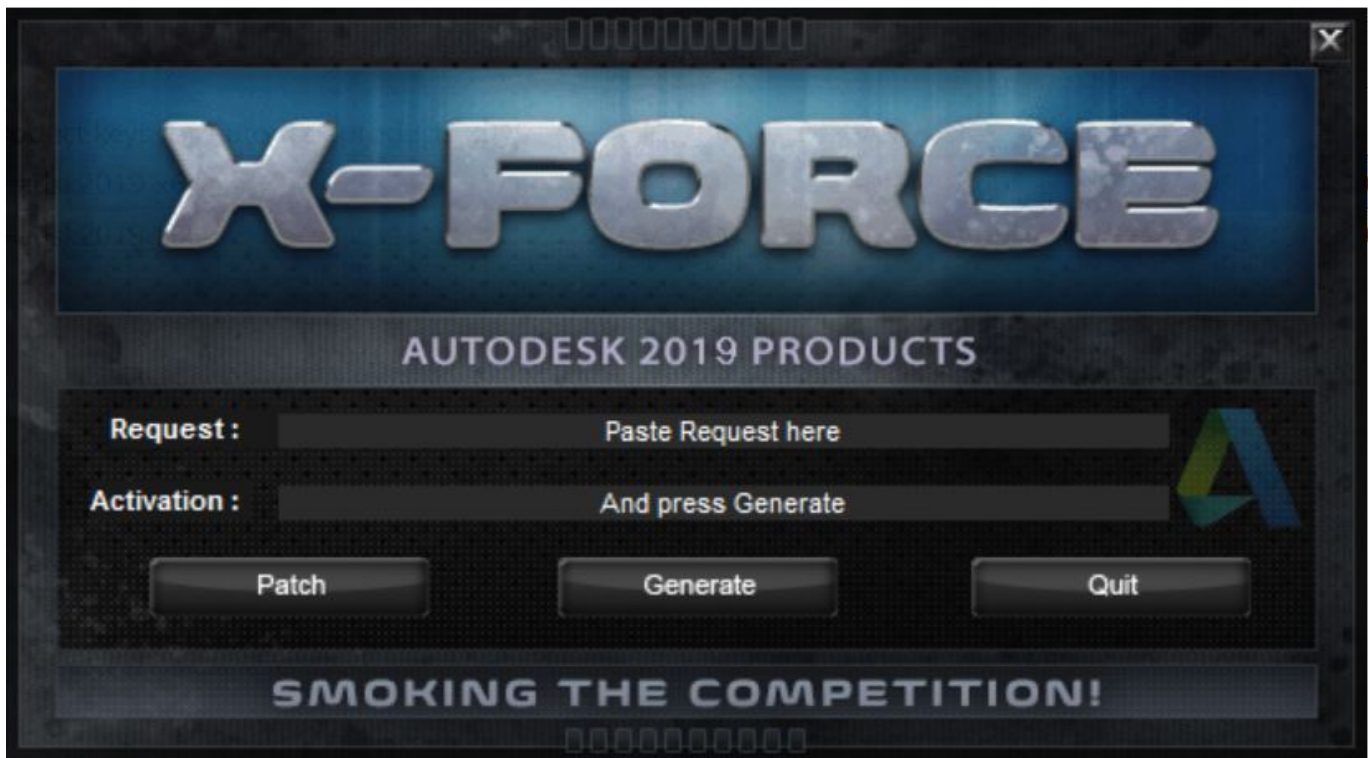 X
X-FORCE
AUTODESK 2019 PRODUCTS
Request :
Paste Request here
Activation :
And press Generate
Patch
Generate
Quit
SMOKING THE COMPETITION!